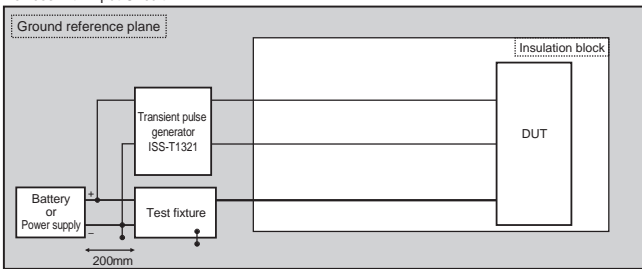 Ground reference plane
Insulation block
Transient pulse
generator
ISS-T1321
DUT
Battery
or
Power supply
+
−
Test fixture
200mm